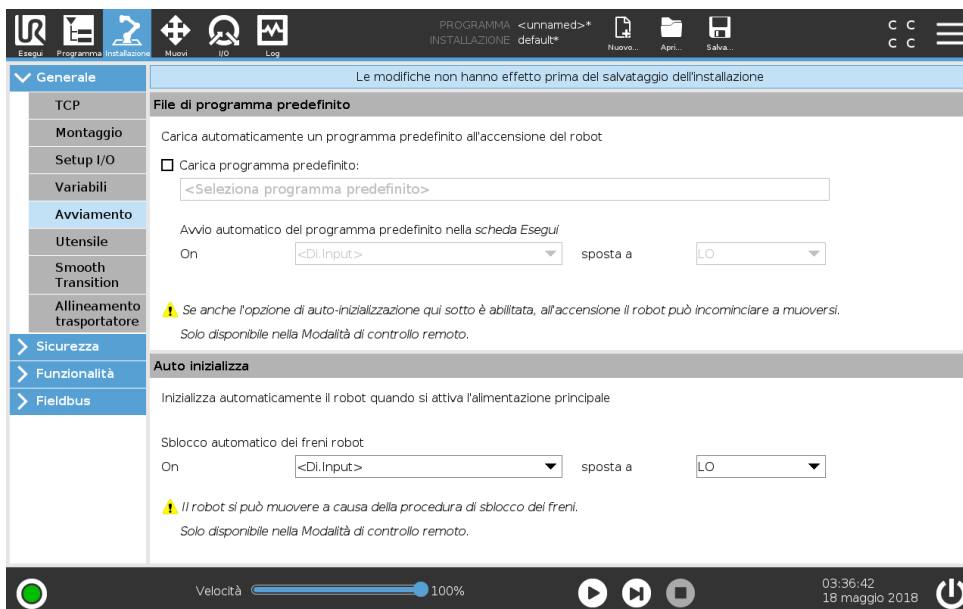 UR
PROGRAMMA <unnamed>*
INSTALLAZIONE default*
Esegui Programma Installazione Muovi I/O Log Nuovo... Apri... Salva...
C C
C C
Generale
Le modifiche non hanno effetto prima del salvataggio dell'installazione
TCP
Montaggio
Setup I/O
Variabili
Avviamento
Utensile
Smooth
Transition
Allineamento
trasportatore
Sicurezza
Funzionalità
Fieldbus
File di programma predefinito
Carica automaticamente un programma predefinito all'accensione del robot
Carica programma predefinito:
<Seleziona programma predefinito>
Avvio automatico del programma predefinito nella scheda Esegui
On <Di.Input> sposta a LO
Se anche l'opzione di auto-inizializzazione qui sotto è abilitata, all'accensione il robot può incominciare a muoversi.
Solo disponibile nella Modalità di controllo remoto.
Auto inizializza
Inizializza automaticamente il robot quando si attiva l'alimentazione principale
Sblocco automatico dei freni robot
On <Di.Input> sposta a LO
Il robot si può muovere a causa della procedura di sblocco dei freni.
Solo disponibile nella Modalità di controllo remoto.
Velocità 100%
03:36:42
18 maggio 2018